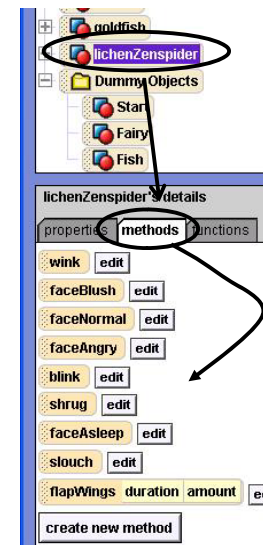 goldfish
lichenZenspider
Dummy Objects
Start
Fairy
Fish
lichenZenspider's details
properties methods functions
wink edit
faceBlush edit
faceNormal edit
faceAngry edit
blink edit
shrug edit
faceAsleep edit
slouch edit
flapWings duration amount e
create new method